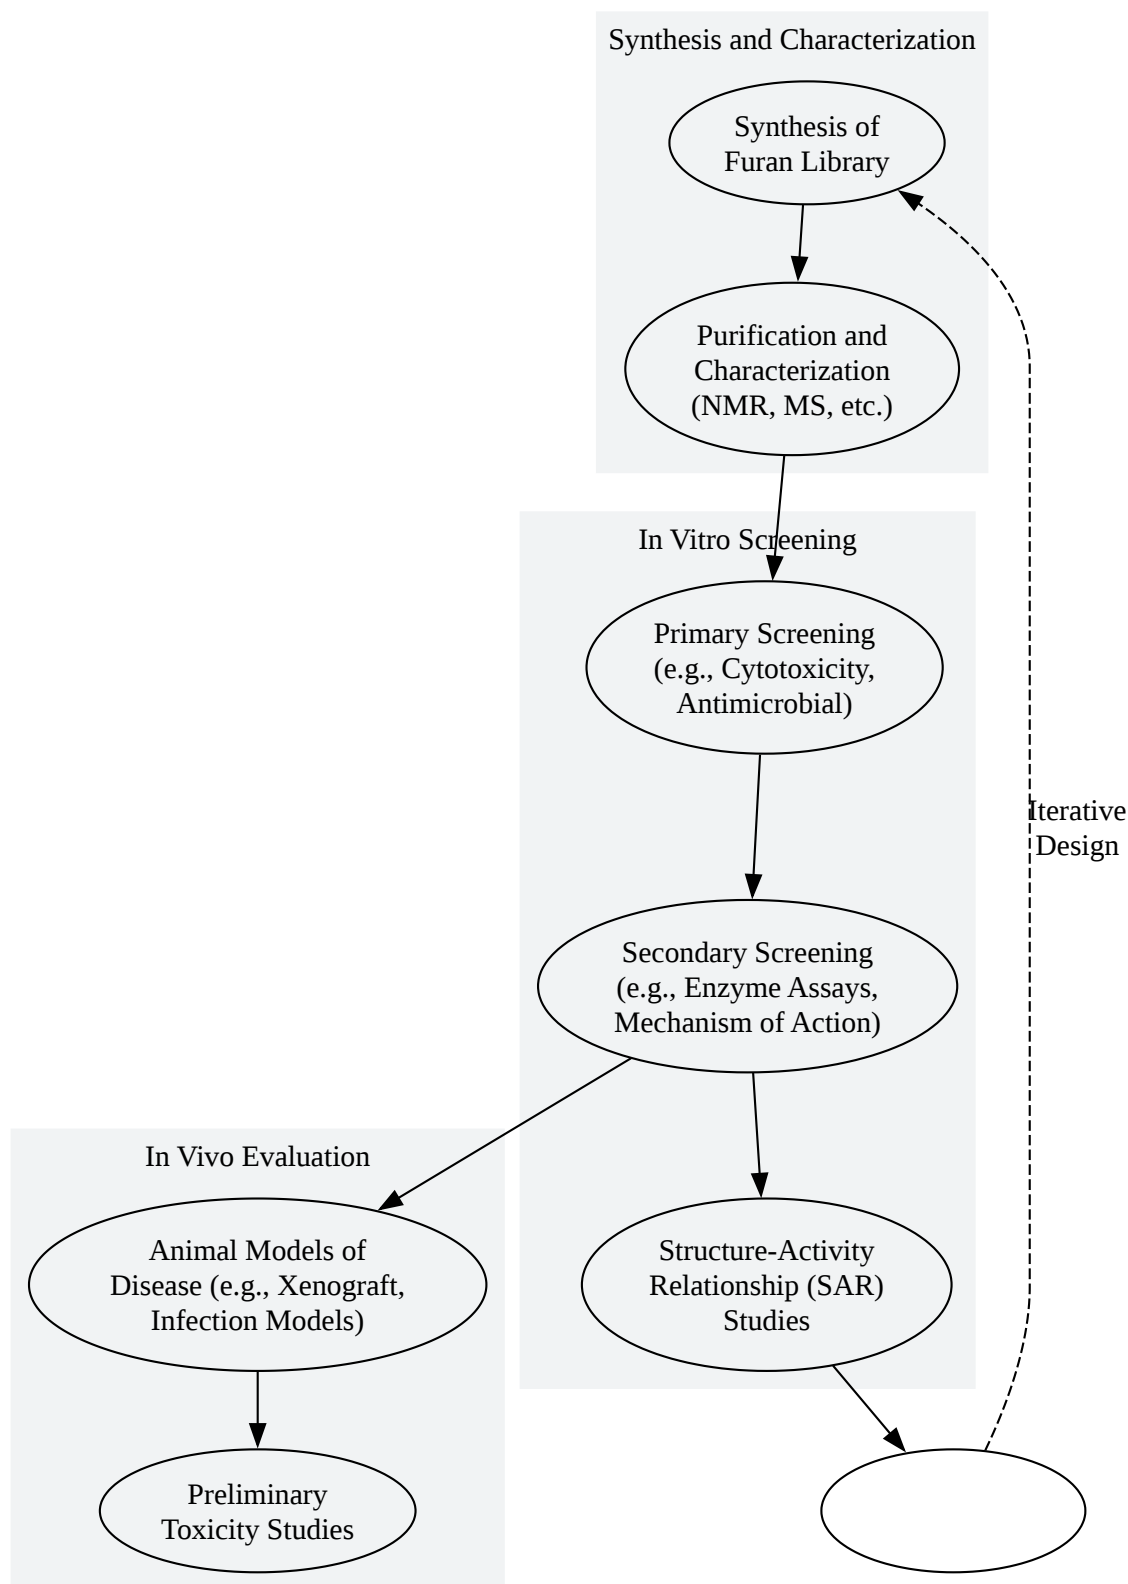 Synthesis and Characterization
Synthesis of
Furan Library
Purification and
Characterization
(NMR, MS, etc.)
In Vitro Screening
Primary Screening
(e.g., Cytotoxicity,
Antimicrobial)
Iterative
Design
Secondary Screening
(e.g., Enzyme Assays,
Mechanism of Action)
In Vivo Evaluation
Animal Models of
Disease (e.g., Xenograft,
Infection Models)
Structure-Activity
Relationship (SAR)
Studies
Preliminary
Toxicity Studies